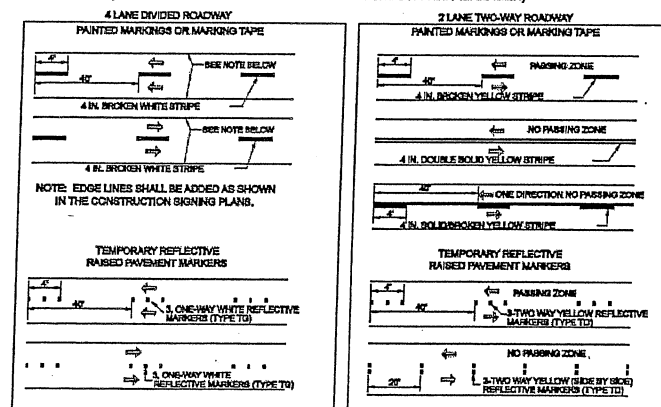 4 LANE DIVIDED ROADWAY
PAINTED MARKINGS OR MARKING TAPE
4'
SEE NOTE BELOW
40'
4 IN. BROKEN WHITE STRIPE
SEE NOTE BELOW
4 IN. BROKEN WHITE STRIPE
NOTE: EDGE LINES SHALL BE ADDED AS SHOWN
IN THE CONSTRUCTION SIGNING PLANS.
TEMPORARY REFLECTIVE
RAISED PAVEMENT MARKERS
4'
40'
3, ONE-WAY WHITE REFLECTIVE
MARKERS (TYPE TG)
3, ONE-WAY WHITE
REFLECTIVE MARKERS (TYPE TG)
2 LANE TWO-WAY ROADWAY
PAINTED MARKINGS OR MARKING TAPE
4'
PASSING ZONE
40'
4 IN. BROKEN YELLOW STRIPE
NO PASSING ZONE
4 IN. DOUBLE SOLID YELLOW STRIPE
40'
ONE DIRECTION NO PASSING ZONE
4'
4 IN. SOLID/BROKEN YELLOW STRIPE
TEMPORARY REFLECTIVE
RAISED PAVEMENT MARKERS
4'
PASSING ZONE
40'
3-TWO WAY YELLOW REFLECTIVE
MARKERS (TYPE TD)
NO PASSING ZONE
20'
2-TWO WAY YELLOW (SIDE BY SIDE)
REFLECTIVE MARKERS (TYPE TD)